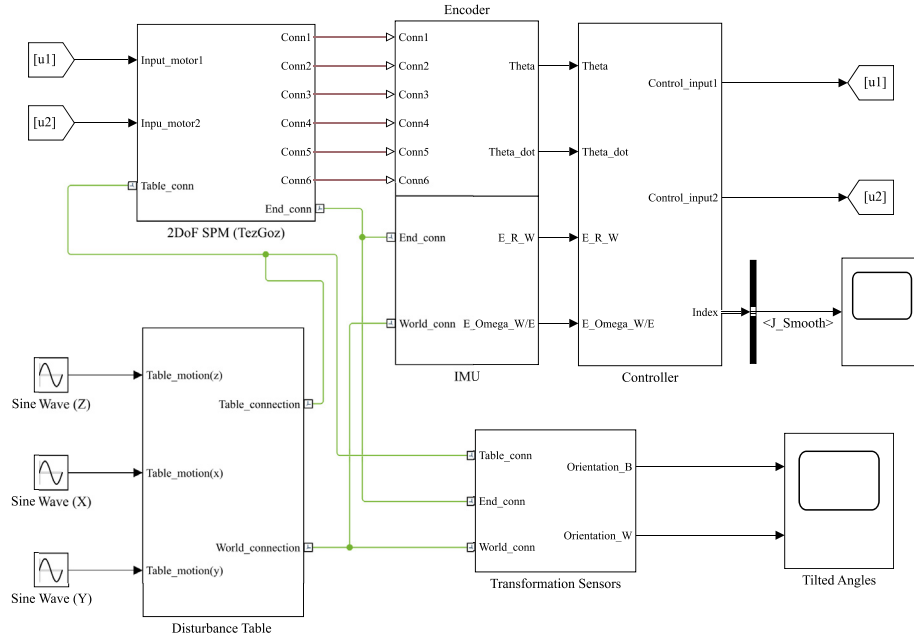 Encoder
[u1]
[u2]
Input_motor1
Inpu_motor2
Table_conn
Conn1
Conn2
Conn3
Conn4
Conn5
Conn6
End_conn
2DoF SPM (TezGoz)
Conn1
Conn2
Conn3
Conn4
Conn5
Conn6
Theta
Theta_dot
End_conn
World_conn
E_R_W
E_Omega_W/E
IMU
Theta
Theta_dot
E_R_W
E_Omega_W/E
Control_input1
Control_input2
Index
Controller
[u1]
[u2]
<J_Smooth>
Sine Wave (Z)
Sine Wave (X)
Sine Wave (Y)
Table_motion(z)
Table_motion(x)
Table_motion(y)
Table_connection
World_connection
Disturbance Table
Table_conn
End_conn
World_conn
Orientation_B
Orientation_W
Transformation Sensors
Tilted Angles